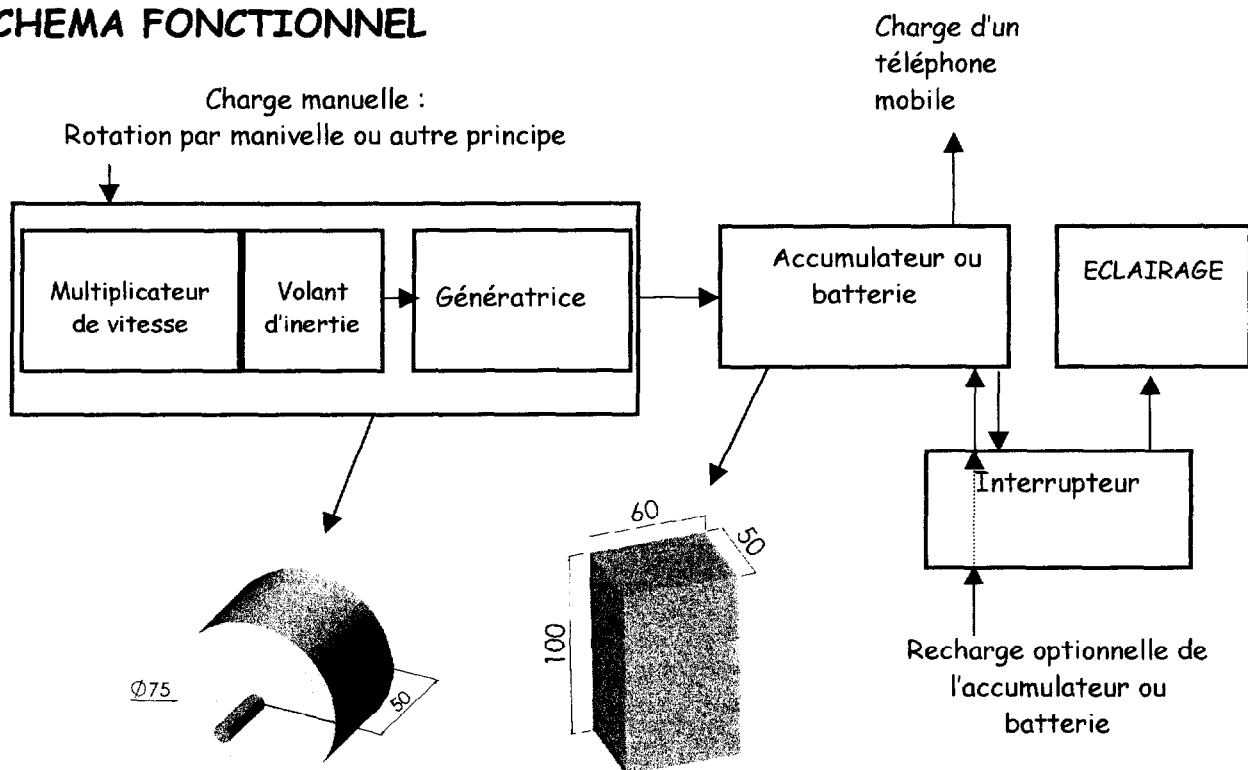 CHEMA FONCTIONNEL
Charge d'un
téléphone
mobile
Charge manuelle :
Rotation par manivelle ou autre principe
Multiplicateur
de vitesse
Volant
d'inertie
Génératrice
Accumulateur ou
batterie
ECLAIRAGE
Interrupteur
60
50
100
Ø75
50
Recharge optionnelle de
l'accumulateur ou
batterie